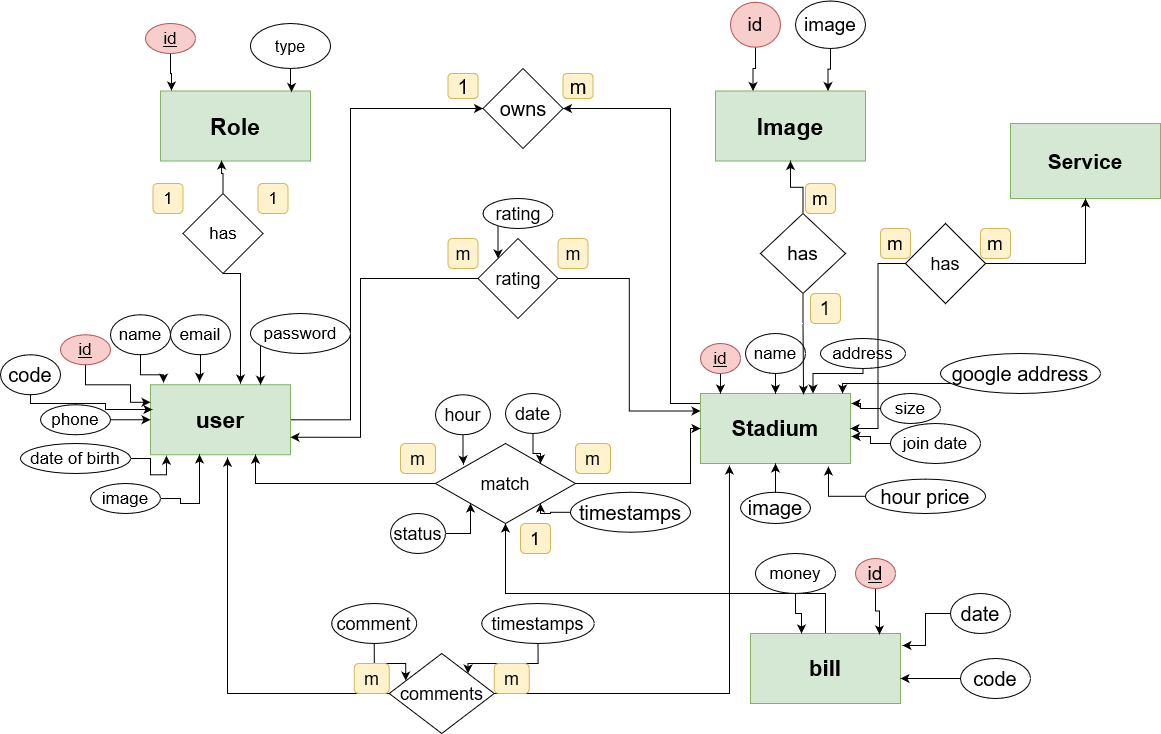 id
type
id
image
1
owns
m
Role
Image
Service
1
1
m
has
rating
m
rating
m
has
m
has
m
1
name
email
password
id
code
phone
user
date of birth
image
id
name
address
google address
size
Stadium
join date
image
hour price
hour
date
m
match
m
status
timestamps
1
money
id
date
bill
code
comment
timestamps
m
comments
m